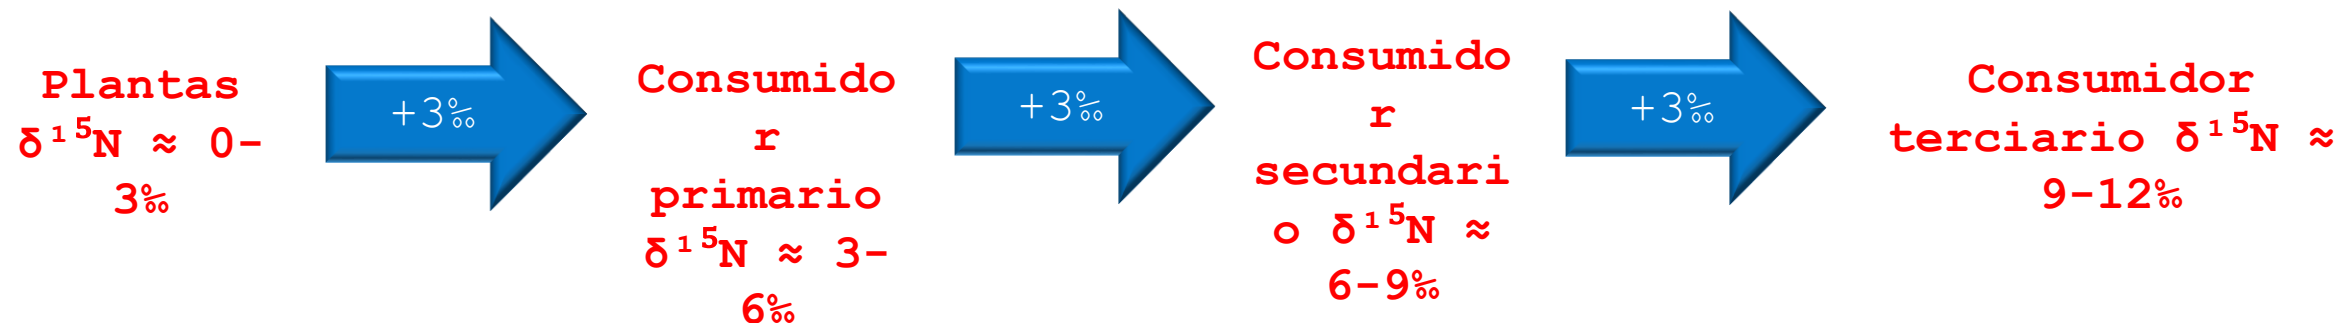 Plantas
δ¹⁵N ≈ 0-
3‰
+3‰
Consumido
r
primario
δ¹⁵N ≈ 3-
6‰
+3‰
Consumido
r
secundari
o δ¹⁵N ≈
6-9‰
+3‰
Consumidor
terciario δ¹⁵N ≈
9-12‰